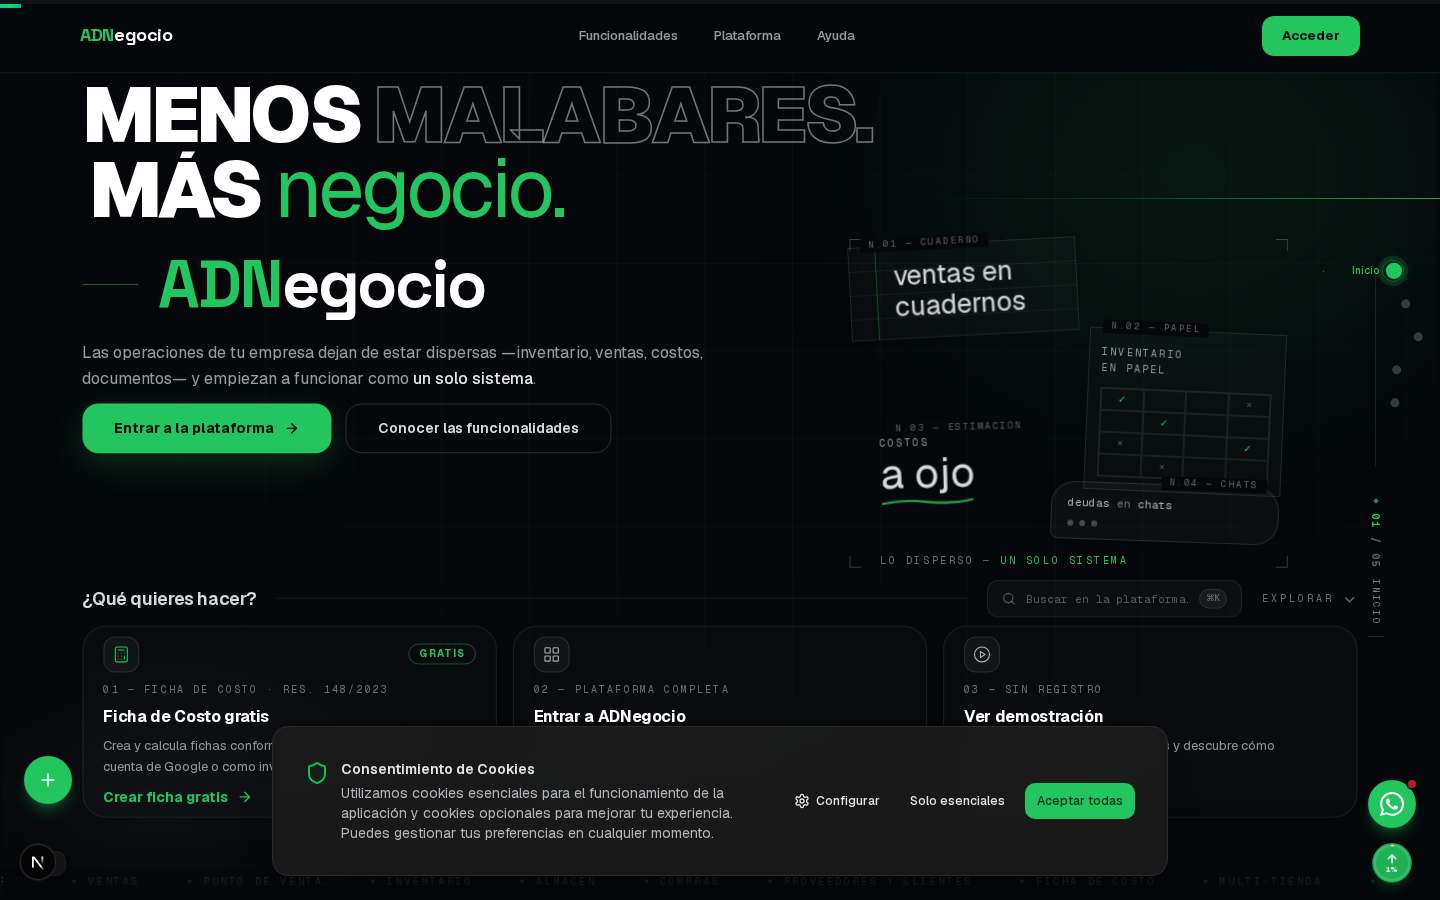 ADNegocio
Funcionalidades
Plataforma
Ayuda
Acceder
MENOS MALABARES.
MÁS negocio.
ADNegocio
Las operaciones de tu empresa dejan de estar dispersas —inventario, ventas, costos,
documentos— y empiezan a funcionar como un solo sistema.
Entrar a la plataforma
Conocer las funcionalidades
N.01 — CUADERNO
ventas en
cuadernos
N.02 — PAPEL
INVENTARIO
EN PAPEL
N.03 — ESTIMACIÓN
COSTOS
a ojo
N.04 — CHATS
deudas en chats
LO DISPERSO — UN SOLO SISTEMA
Inicio
01 / 05 INICIO
¿Qué quieres hacer?
Buscar en la plataforma.
⌘K
EXPLORAR
GRATIS
01 — FICHA DE COSTO · RES. 148/2023
Ficha de Costo gratis
Crea y calcula fichas
cuenta de Google o como
Crear ficha gratis
02 — PLATAFORMA COMPLETA
Entrar a ADNegocio
03 — SIN REGISTRO
Ver demostración
y descubre cómo
Consentimiento de Cookies
Utilizamos cookies esenciales para el funcionamiento de la
aplicación y cookies opcionales para mejorar tu experiencia.
Puedes gestionar tus preferencias en cualquier momento.
Configurar
Solo esenciales
Aceptar todas
N
1%
VENTAS
PUNTO DE VENTA
INVENTARIO
ALMACÉN
COMPRAS
PROVEEDORES Y CLIENTES
FICHA DE COSTO
MULTI-TIENDA